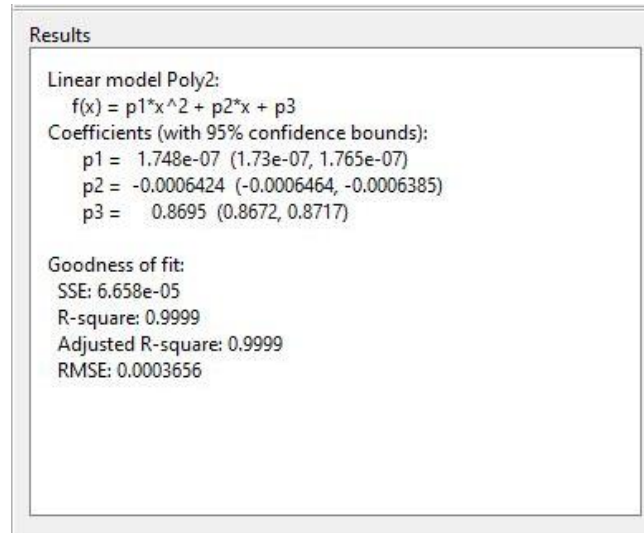 Results
Linear model Poly2:
f(x) = p1*x^2 + p2*x + p3
Coefficients (with 95% confidence bounds):
p1 = 1.748e-07 (1.73e-07, 1.765e-07)
p2 = -0.0006424 (-0.0006464, -0.0006385)
p3 = 0.8695 (0.8672, 0.8717)
Goodness of fit:
SSE: 6.658e-05
R-square: 0.9999
Adjusted R-square: 0.9999
RMSE: 0.0003656